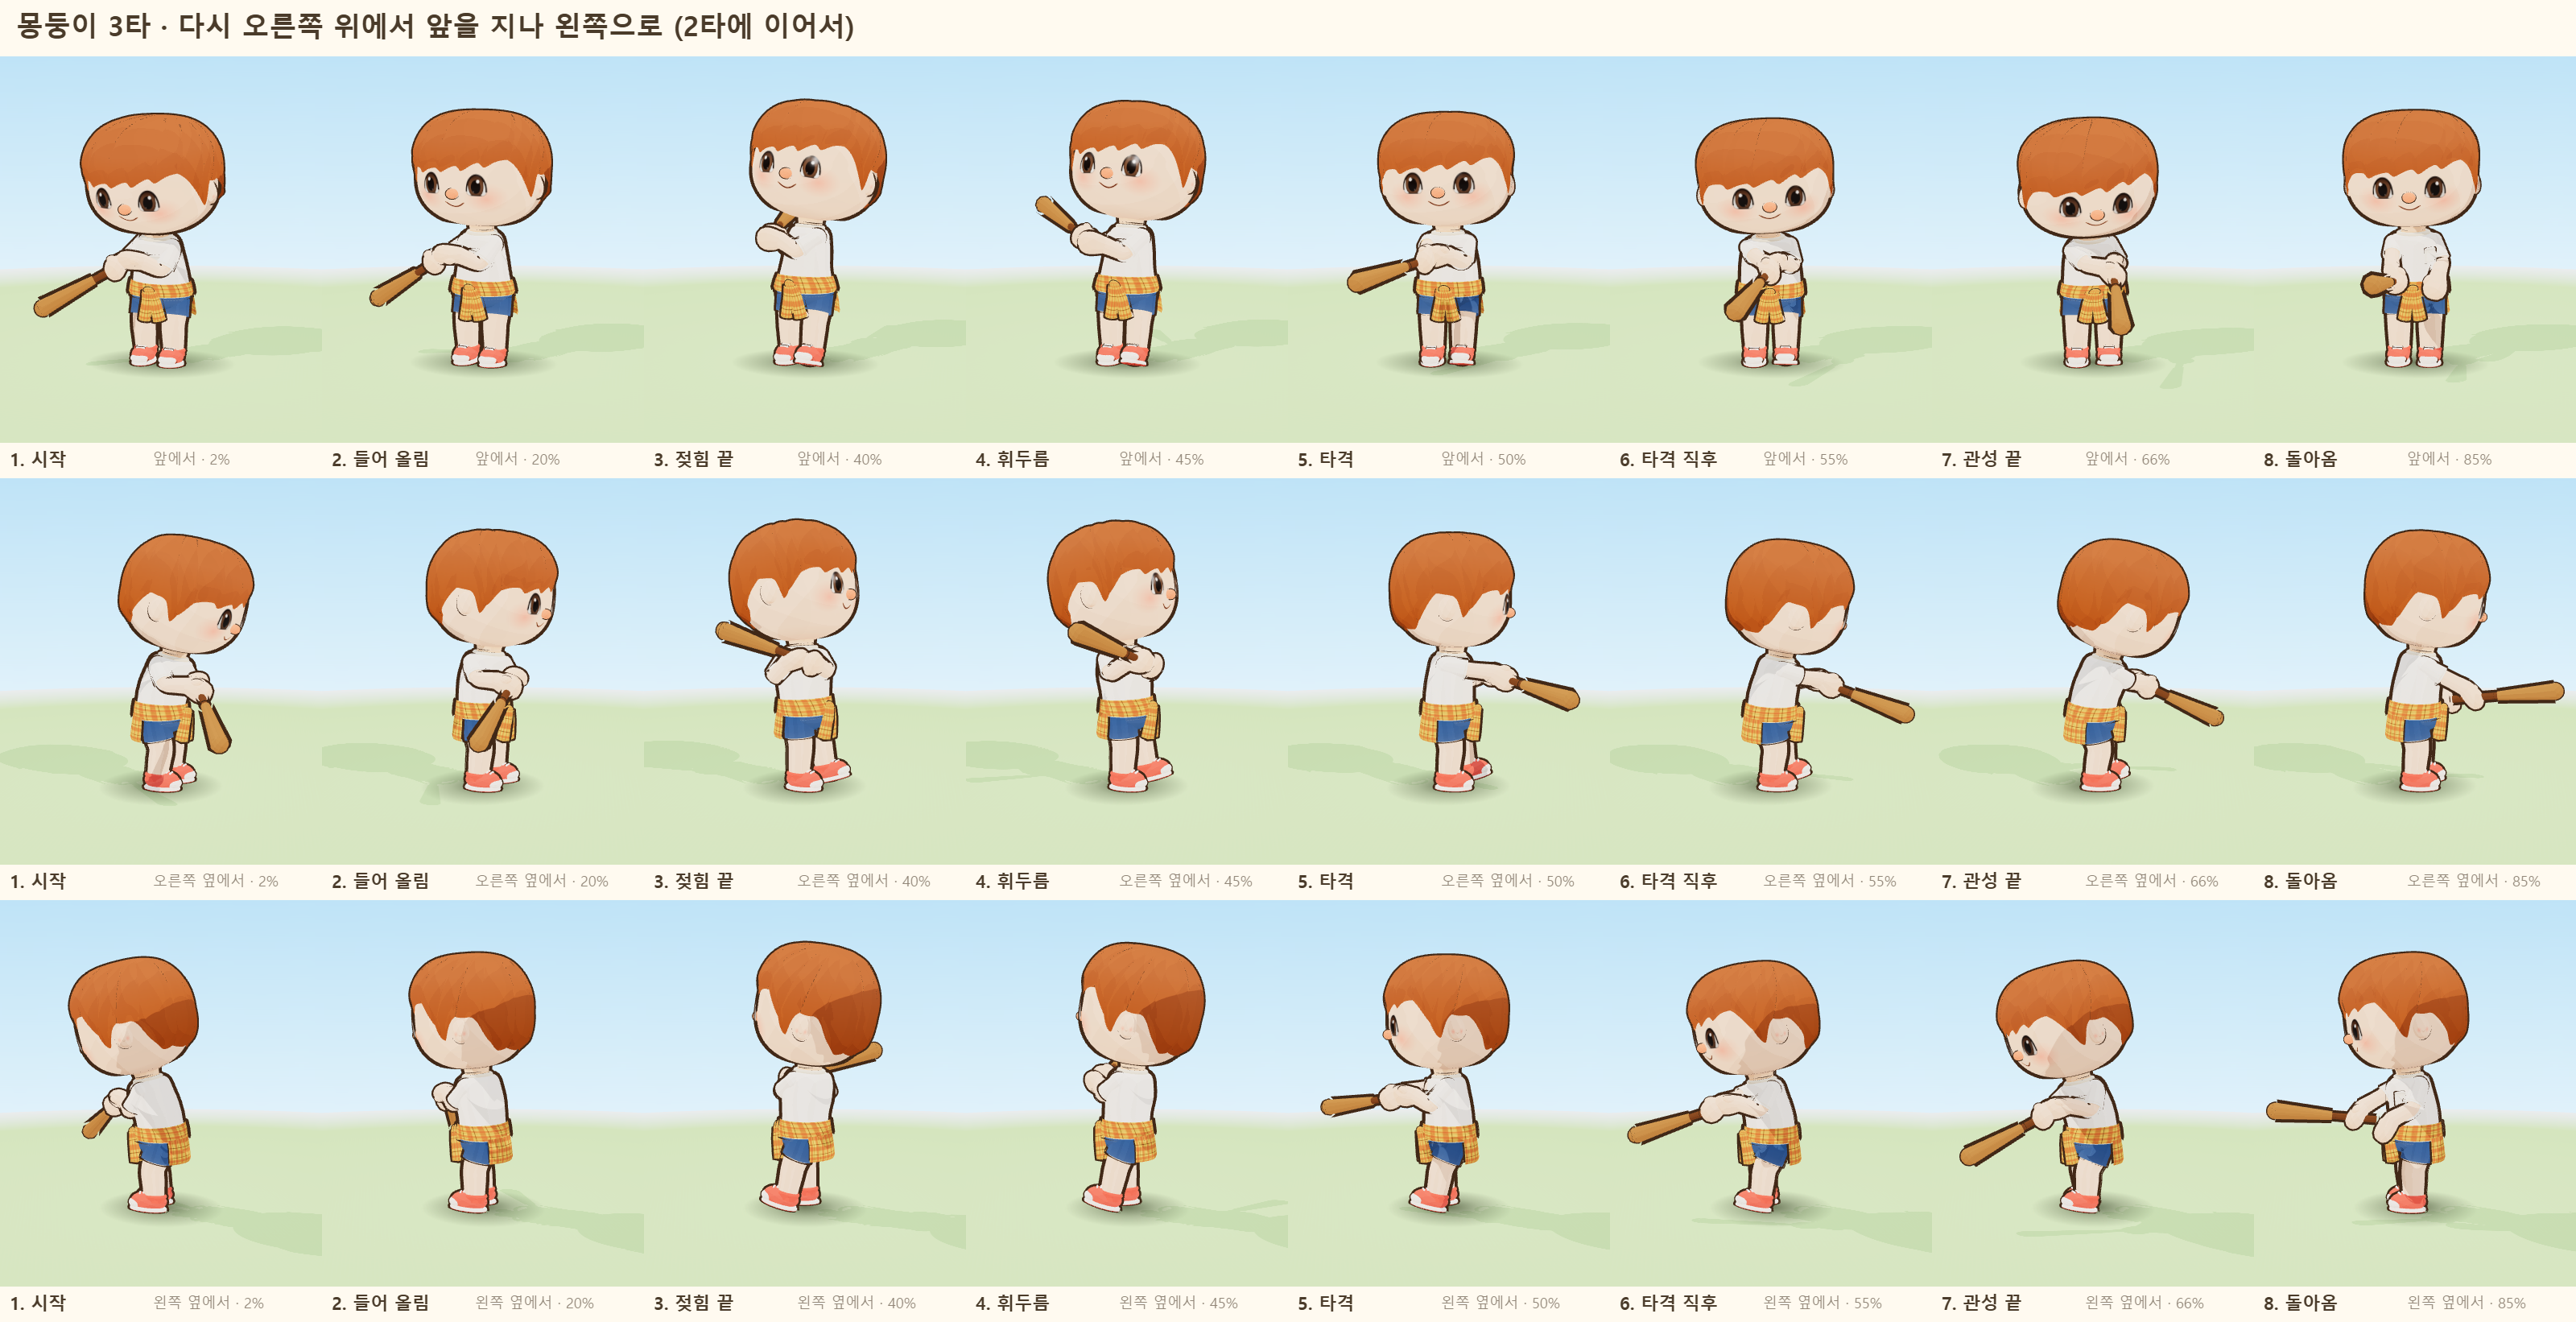 몽둥이 3타 · 다시 오른쪽 위에서 앞을 지나 왼쪽으로 (2타에 이어서)
1. 시작 앞에서 · 2% 2. 들어 올림 앞에서 · 20% 3. 젖힘 끝 앞에서 · 40% 4. 휘두름 앞에서 · 45% 5. 타격 앞에서 · 50% 6. 타격 직후 앞에서 · 55% 7. 관성 끝 앞에서 · 66% 8. 돌아옴 앞에서 · 85%
1. 시작 오른쪽 옆에서 · 2% 2. 들어 올림 오른쪽 옆에서 · 20% 3. 젖힘 끝 오른쪽 옆에서 · 40% 4. 휘두름 오른쪽 옆에서 · 45% 5. 타격 오른쪽 옆에서 · 50% 6. 타격 직후 오른쪽 옆에서 · 55% 7. 관성 끝 오른쪽 옆에서 · 66% 8. 돌아옴 오른쪽 옆에서 · 85%
1. 시작 왼쪽 옆에서 · 2% 2. 들어 올림 왼쪽 옆에서 · 20% 3. 젖힘 끝 왼쪽 옆에서 · 40% 4. 휘두름 왼쪽 옆에서 · 45% 5. 타격 왼쪽 옆에서 · 50% 6. 타격 직후 왼쪽 옆에서 · 55% 7. 관성 끝 왼쪽 옆에서 · 66% 8. 돌아옴 왼쪽 옆에서 · 85%